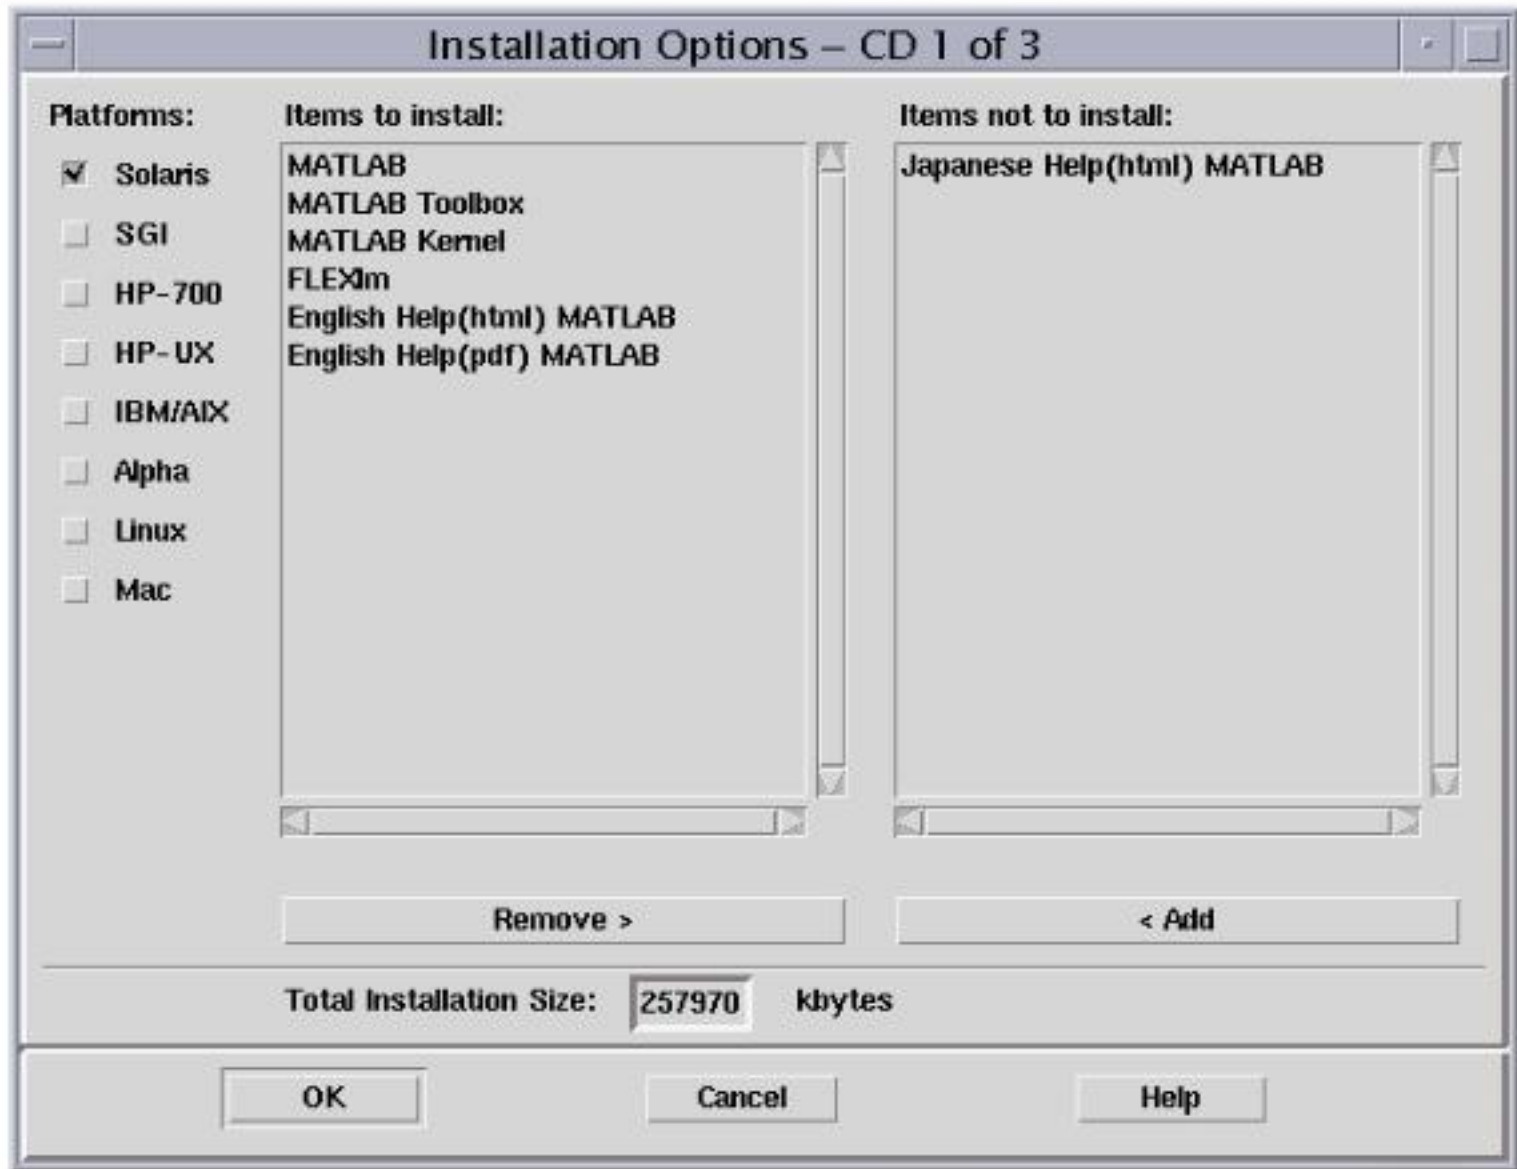 Installation Options – CD 1 of 3
Platforms:
Solaris
SGI
HP-700
HP-UX
IBM/AIX
Alpha
Linux
Mac
Items to install:
MATLAB
MATLAB Toolbox
MATLAB Kernel
FLEXlm
English Help(html) MATLAB
English Help(pdf) MATLAB
Remove >
Items not to install:
Japanese Help(html) MATLAB
< Add
Total Installation Size: 257970 kbytes
OK Cancel Help